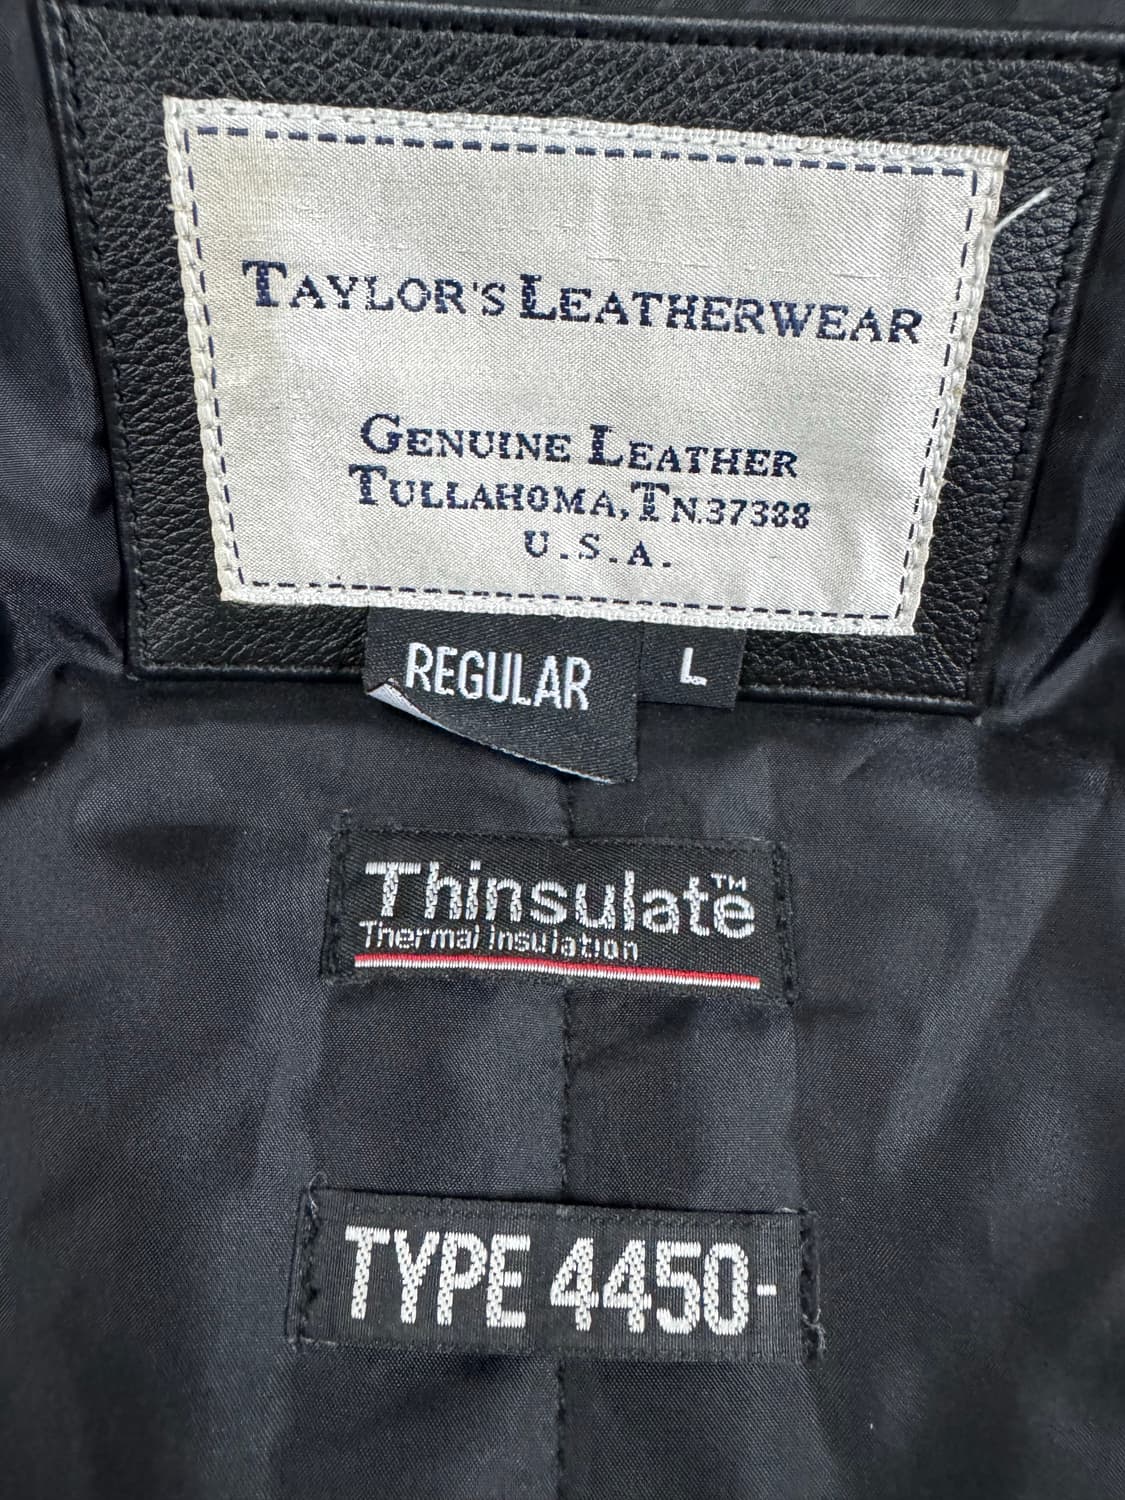 TAYLOR'S LEATHERWEAR
GENUINE LEATHER
TULLAHOMA, TN.37388
U.S.A.
REGULAR L
Thinsulate™
Thermal Insulation
TYPE 4450-